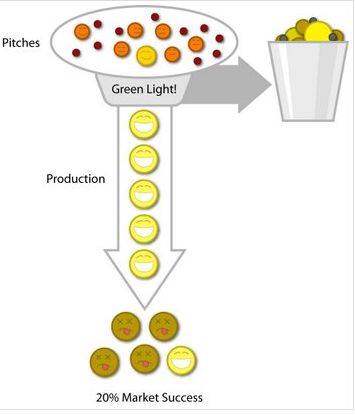 Pitches
Green Light!
Production
20% Market Success